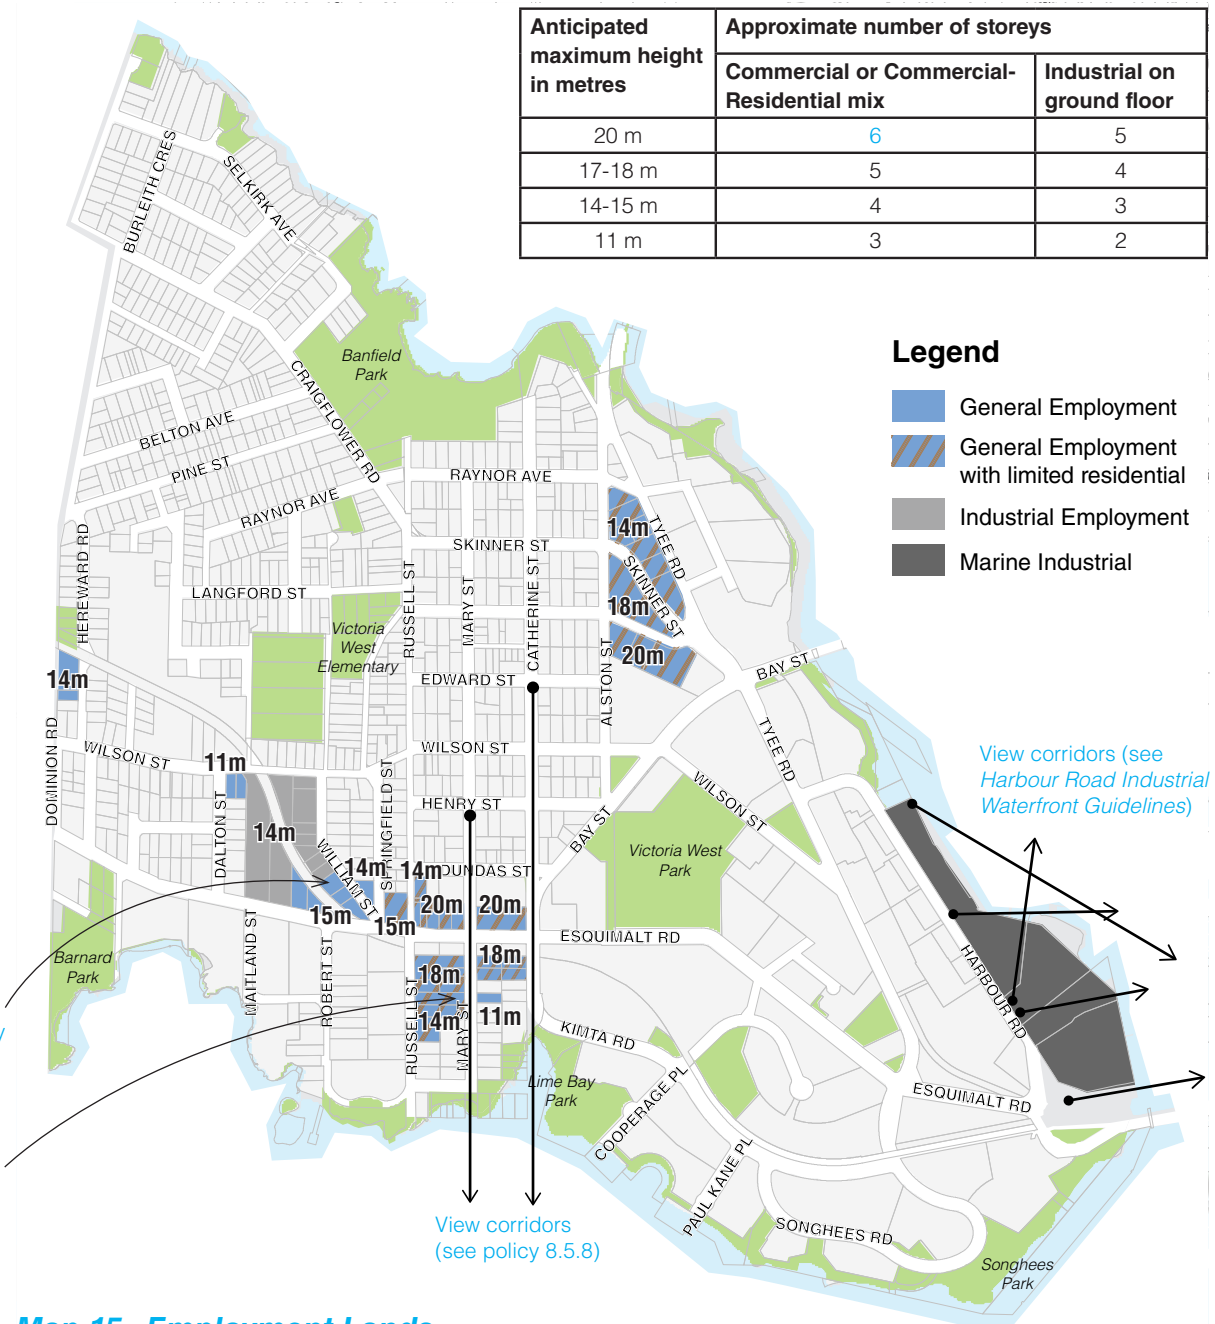 Anticipated
maximum height
in metres
Approximate number of storeys
Commercial or Commercial-
Residential mix
Industrial on
ground floor
20 m
6
5
17-18 m
5
4
14-15 m
4
3
11 m
3
2
Legend
General Employment
General Employment
with limited residential
Industrial Employment
Marine Industrial
BURLEITH CRES
SELKIRK AVE
Banfield
Park
CRAIGFLOWER RD
BELTON AVE
PINE ST
RAYNOR AVE
RAYNOR AVE
SKINNER ST
14m
TYEE RD
SKINNER ST
18m
20m
HEREWARD RD
LANGFORD ST
RUSSELL ST
MARY ST
CATHERINE ST
Victoria
West
Elementary
EDWARD ST
ALSTON ST
BAY ST
14m
DOMINION RD
WILSON ST
11m
WILSON ST
TYEE RD
View corridors (see
Harbour Road Industrial
Waterfront Guidelines)
DALTON ST
14m
SPRINGFIELD ST
HENRY ST
BAY ST
WILSON ST
WILLIAM ST
14m
14m
DUNDAS ST
Victoria West
Park
15m
15m
20m
20m
ESQUIMALT RD
Barnard
Park
MAITLAND ST
ROBERT ST
18m
18m
HARBOUR RD
RUSSELL ST
14m
MARY ST
11m
KIMTA RD
Lime Bay
Park
COOPERAGE PL
ESQUIMALT RD
PAUL KANE PL
SONGHEES RD
Songhees
Park
View corridors
(see policy 8.5.8)